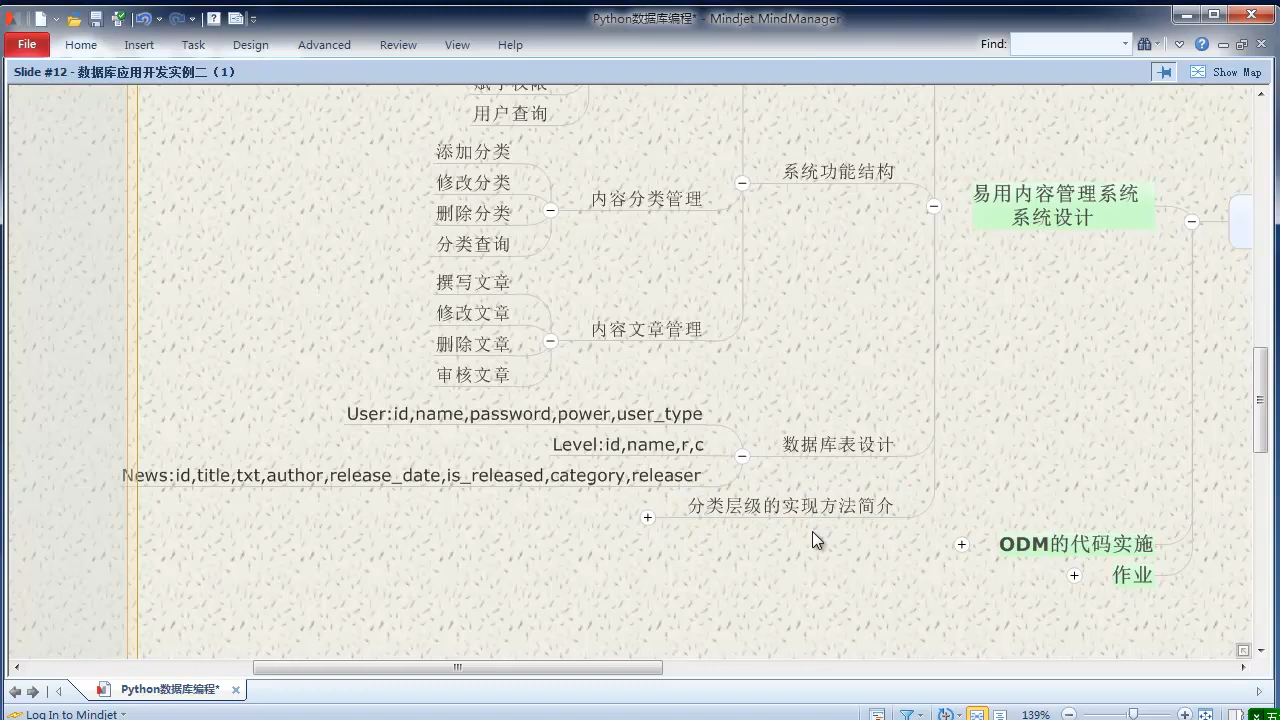 Python数据库编程* - Mindjet MindManager
File Home Insert Task Design Advanced Review View Help Find:
Slide #12 - 数据库应用开发实例二（1） Show Map
赋予权限
用户查询
添加分类
修改分类
删除分类
分类查询
内容分类管理
系统功能结构
易用内容管理系统
系统设计
撰写文章
修改文章
删除文章
审核文章
内容文章管理
User:id,name,password,power,user_type
Level:id,name,r,c
News:id,title,txt,author,release_date,is_released,category,releaser
数据库表设计
分类层级的实现方法简介
ODM的代码实施
作业
Python数据库编程*
Log In to Mindjet 139%